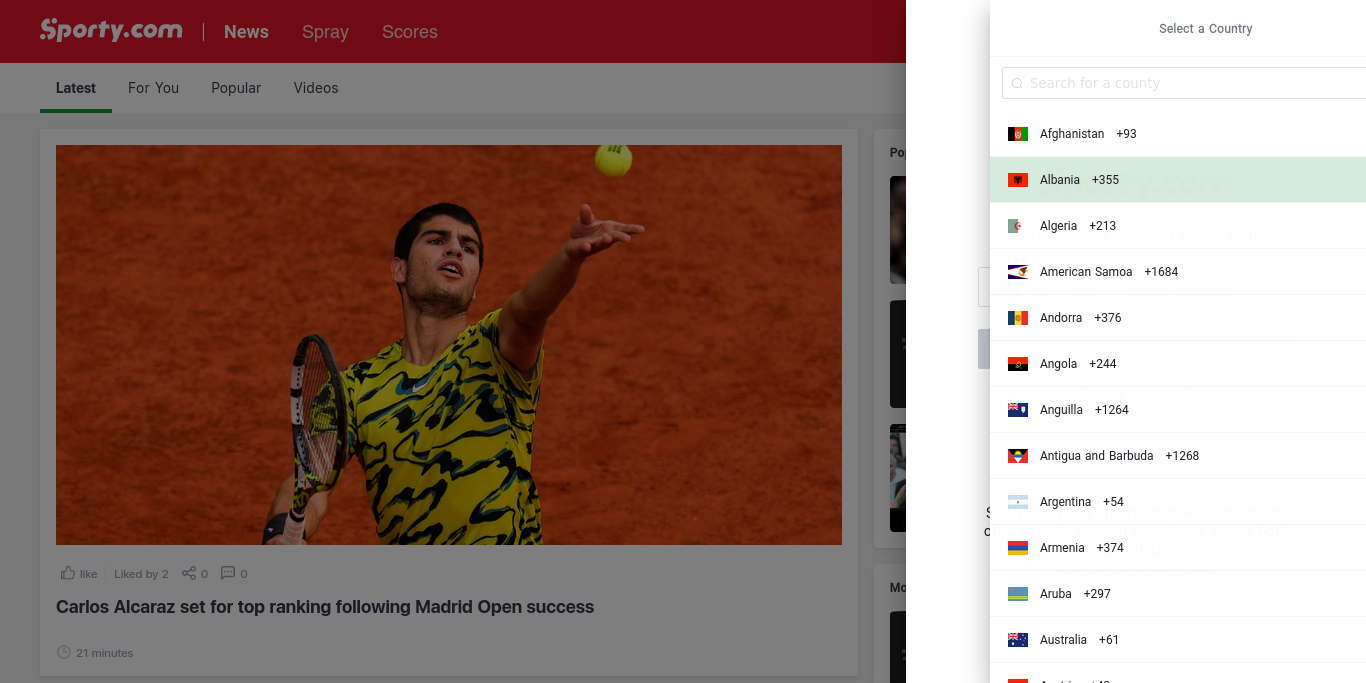 Sporty.com
News
Spray
Scores
Latest
For You
Popular
Videos
like
Liked by 2
0
0
Carlos Alcaraz set for top ranking following Madrid Open success
21 minutes
Select a Country
Search for a county
Afghanistan +93
Albania +355
Algeria +213
American Samoa +1684
Andorra +376
Angola +244
Anguilla +1264
Antigua and Barbuda +1268
Argentina +54
Armenia +374
Aruba +297
Australia +61